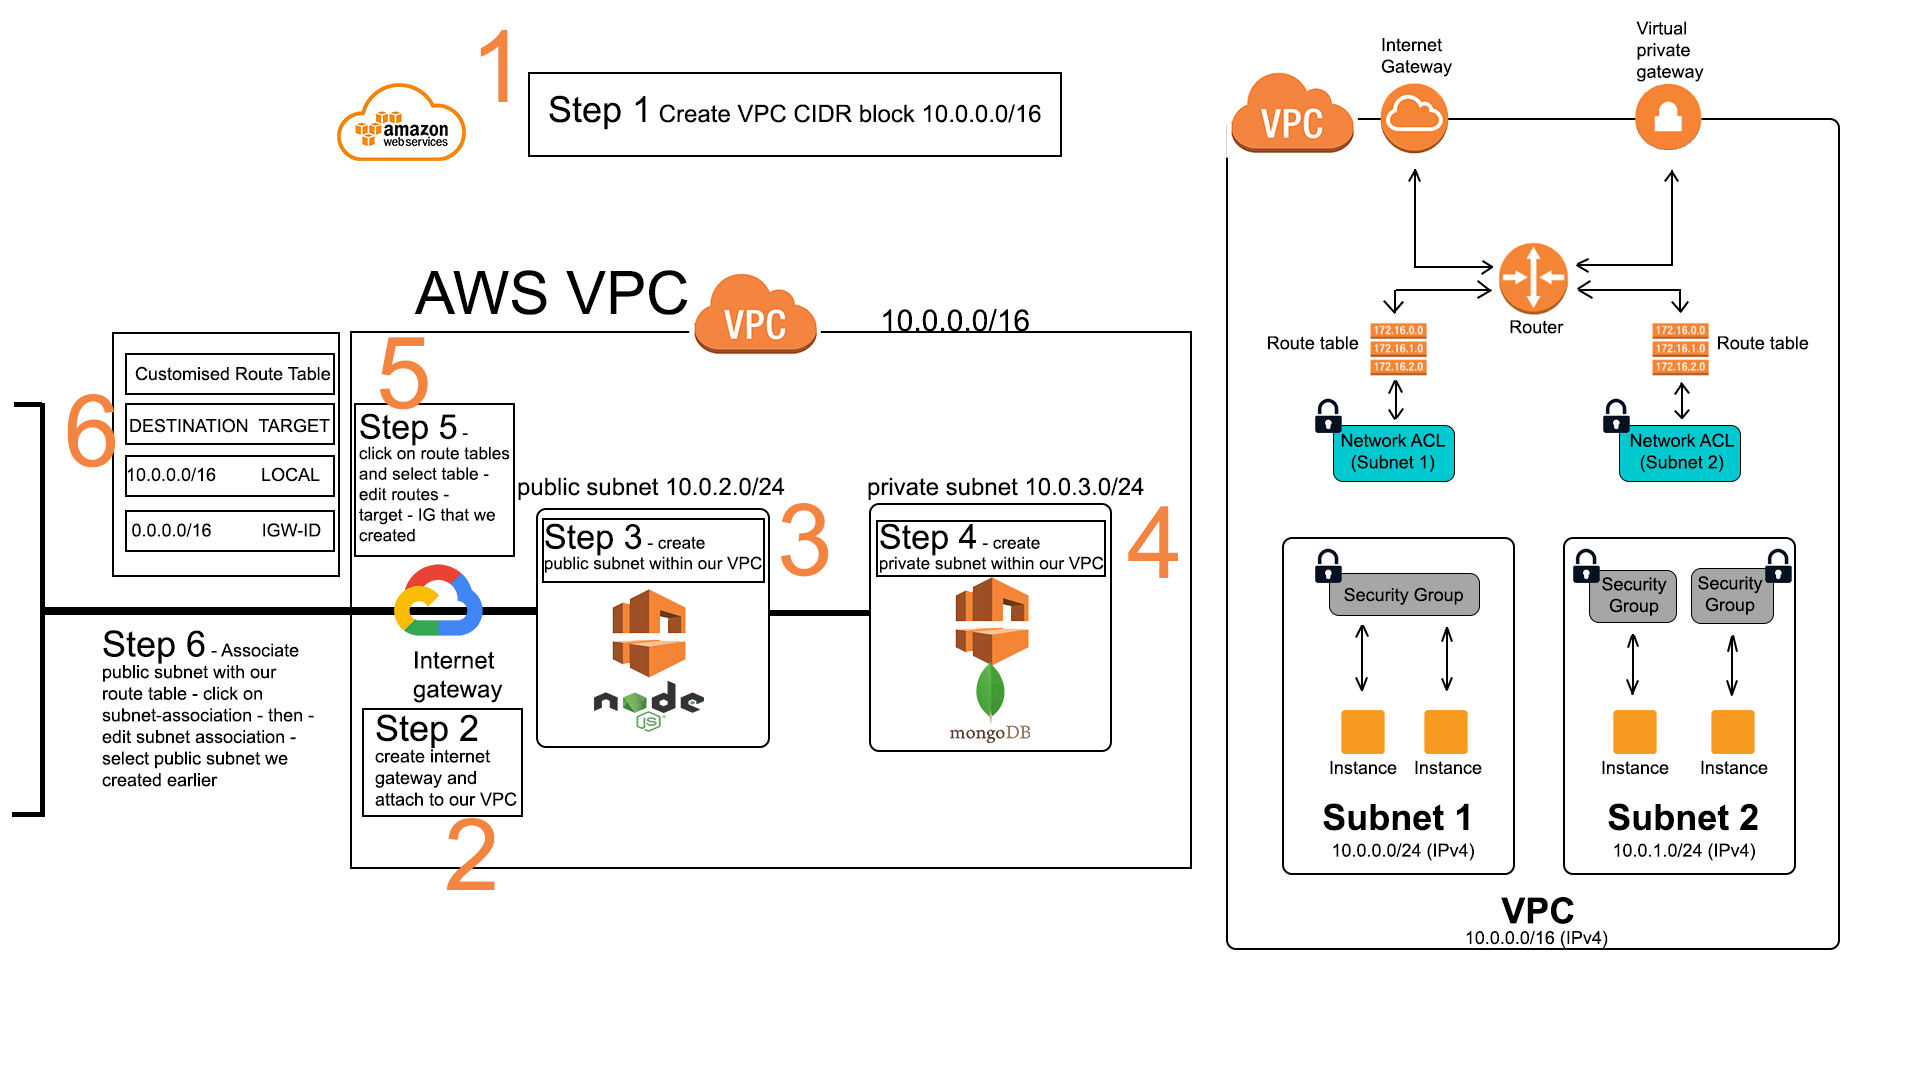 1
amazon
web services
Step 1 Create VPC CIDR block 10.0.0.0/16
AWS VPC
VPC
10.0.0.0/16
Customised Route Table
DESTINATION TARGET
10.0.0.0/16 LOCAL
0.0.0.0/16 IGW-ID
6
5
Step 5 -
click on route tables
and select table -
edit routes -
target - IG that we
created
public subnet 10.0.2.0/24
3
Step 3 - create
public subnet within our VPC
node
JS
private subnet 10.0.3.0/24
4
Step 4 - create
private subnet within our VPC
mongoDB
Step 6 - Associate
public subnet with our
route table - click on
subnet-association - then -
edit subnet association -
select public subnet we
created earlier
Internet
gateway
Step 2
create internet
gateway and
attach to our VPC
2
VPC
Internet
Gateway
Virtual
private
gateway
Router
Route table
172.16.0.0
172.16.1.0
172.16.2.0
172.16.0.0
172.16.1.0
172.16.2.0
Route table
Network ACL
(Subnet 1)
Network ACL
(Subnet 2)
Security Group
Instance
Instance
Subnet 1
10.0.0.0/24 (IPv4)
Security
Group
Security
Group
Instance
Instance
Subnet 2
10.0.1.0/24 (IPv4)
VPC
10.0.0.0/16 (IPv4)